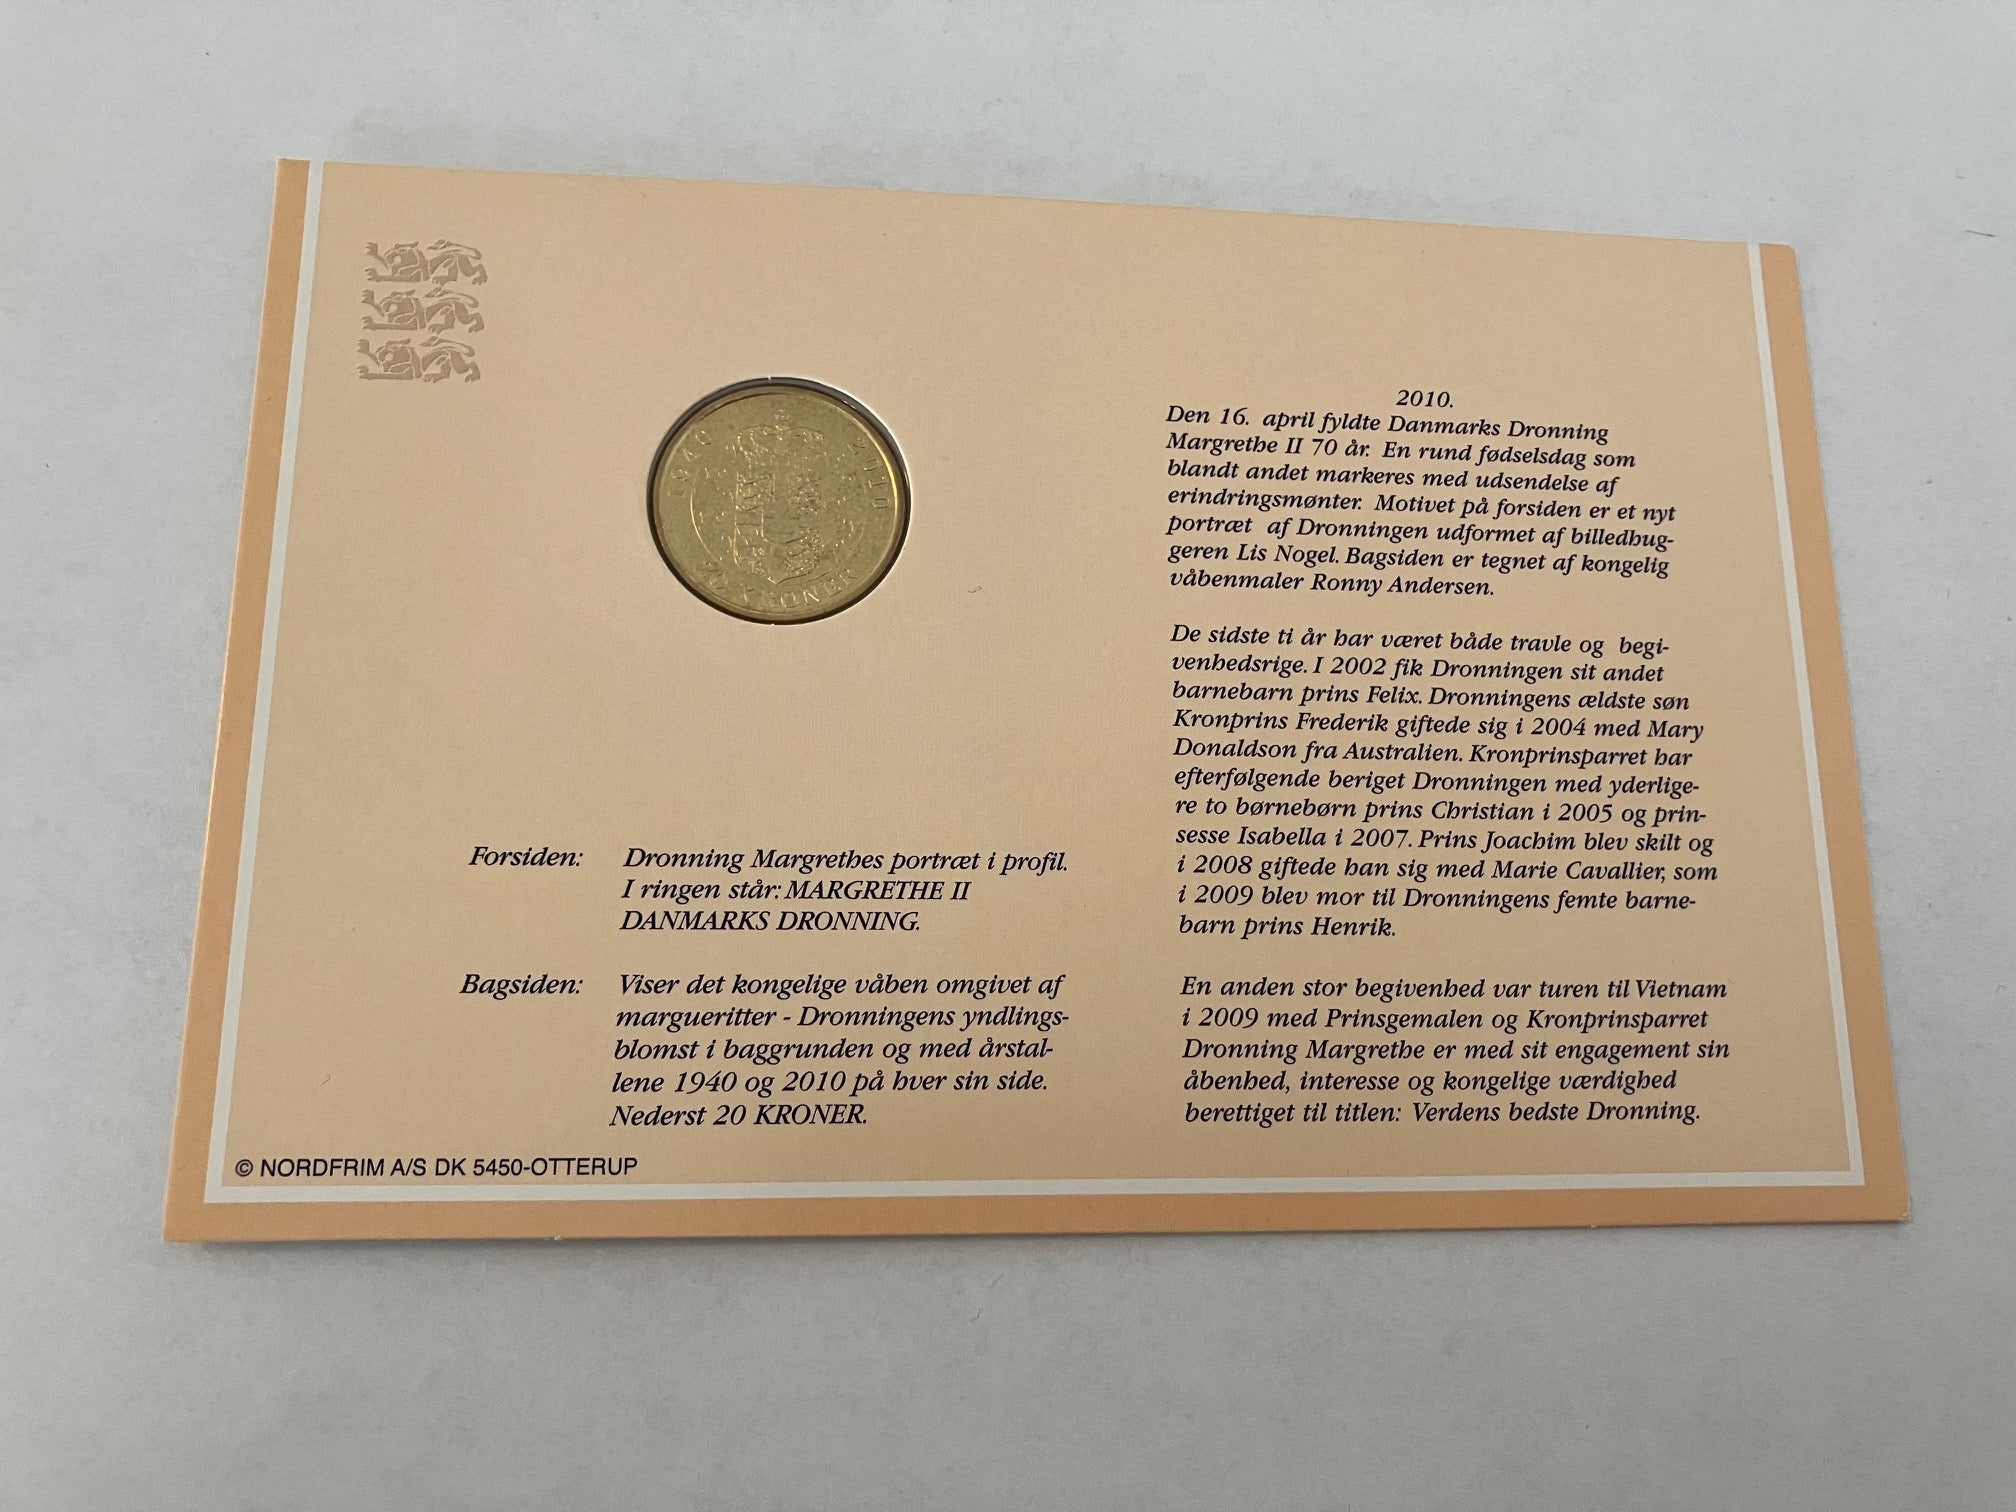 1940 2010
20 KRONER
Forsiden: Dronning Margrethes portræt i profil.
I ringen står: MARGRETHE II
DANMARKS DRONNING.
Bagsiden: Viser det kongelige våben omgivet af
margueritter - Dronningens yndlings-
blomst i baggrunden og med årstal-
lene 1940 og 2010 på hver sin side.
Nederst 20 KRONER.
© NORDFRIM A/S DK 5450-OTTERUP
2010.
Den 16. april fyldte Danmarks Dronning
Margrethe II 70 år. En rund fødselsdag som
blandt andet markeres med udsendelse af
erindringsmønter. Motivet på forsiden er et nyt
portræt af Dronningen udformet af billedhug-
geren Lis Nogel. Bagsiden er tegnet af kongelig
våbenmaler Ronny Andersen.
De sidste ti år har været både travle og begi-
venhedsrige. I 2002 fik Dronningen sit andet
barnebarn prins Felix. Dronningens ældste søn
Kronprins Frederik giftede sig i 2004 med Mary
Donaldson fra Australien. Kronprinsparret har
efterfølgende beriget Dronningen med yderlige-
re to børnebørn prins Christian i 2005 og prin-
sesse Isabella i 2007. Prins Joachim blev skilt og
i 2008 giftede han sig med Marie Cavallier, som
i 2009 blev mor til Dronningens femte barne-
barn prins Henrik.
En anden stor begivenhed var turen til Vietnam
i 2009 med Prinsgemalen og Kronprinsparret
Dronning Margrethe er med sit engagement sin
åbenhed, interesse og kongelige værdighed
berettiget til titlen: Verdens bedste Dronning.